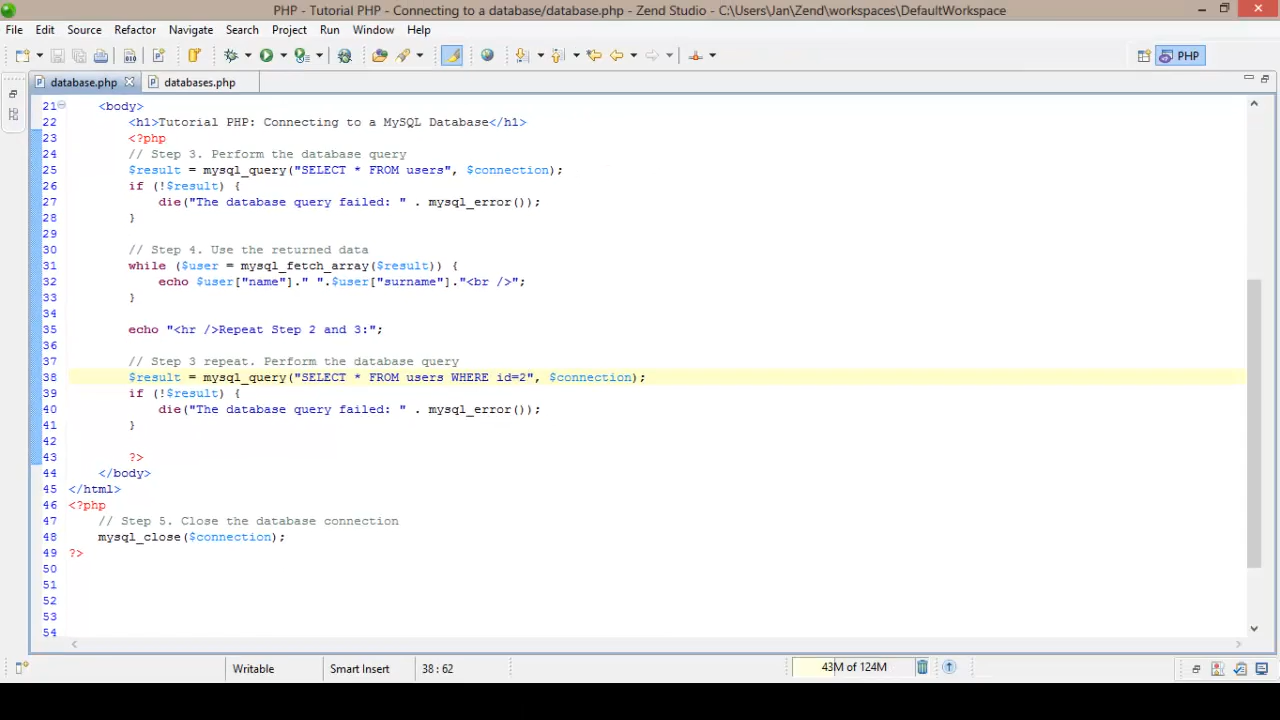 PHP - Tutorial PHP - Connecting to a database/database.php - Zend Studio - C:\Users\Jan\Zend\workspaces\DefaultWorkspace
File Edit Source Refactor Navigate Search Project Run Window Help
PHP
database.php databases.php
21 <body>
22 <h1>Tutorial PHP: Connecting to a MySQL Database</h1>
23 <?php
24 // Step 3. Perform the database query
25 $result = mysql_query("SELECT * FROM users", $connection);
26 if (!$result) {
27 die("The database query failed: " . mysql_error());
28 }
29
30 // Step 4. Use the returned data
31 while ($user = mysql_fetch_array($result)) {
32 echo $user["name"]." ".$user["surname"]."<br />";
33 }
34
35 echo "<hr />Repeat Step 2 and 3:";
36
37 // Step 3 repeat. Perform the database query
38 $result = mysql_query("SELECT * FROM users WHERE id=2", $connection);
39 if (!$result) {
40 die("The database query failed: " . mysql_error());
41 }
42
43 ?>
44 </body>
45 </html>
46 <?php
47 // Step 5. Close the database connection
48 mysql_close($connection);
49 ?>
50
51
52
53
54
Writable Smart Insert 38 : 62 43M of 124M